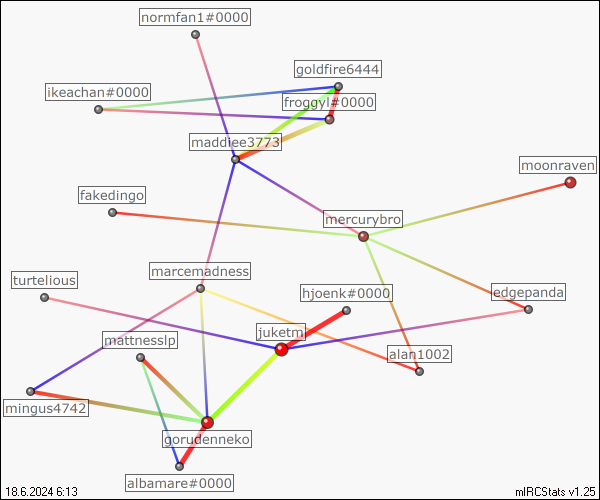 normfan1#0000
goldfire6444
ikeachan#0000
froggyl#0000
maddiee3773
moonraven
fakedingo
mercurybro
marcemadness
turtelious
hjoenk#0000
edgepanda
juketm
mattnesslp
alan1002
mingus4742
gorudenneko
albamare#0000
18.6.2024 6:13
mIRCStats v1.25